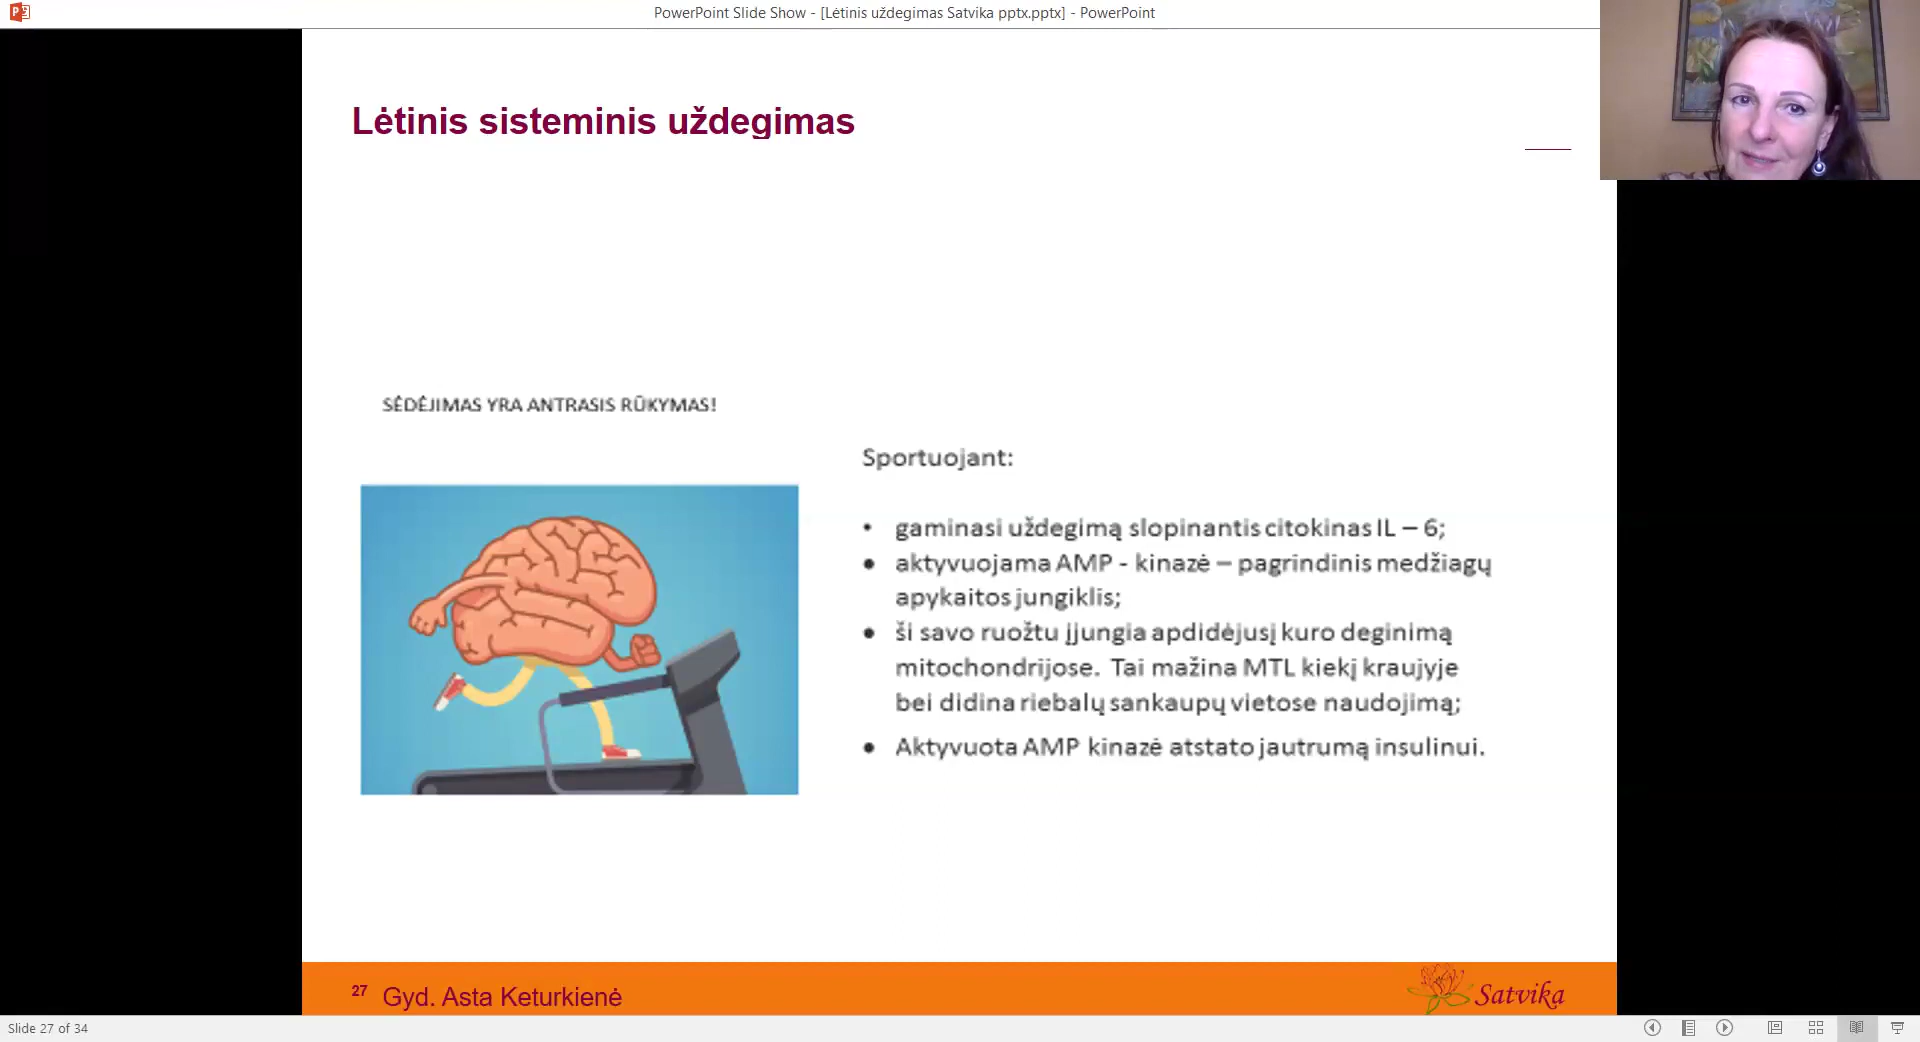 PowerPoint Slide Show - [Lėtinis uždegimas Satvika pptx.pptx] - PowerPoint
Lėtinis sisteminis uždegimas
SĖDĖJIMAS YRA ANTRASIS RŪKYMAS!
Sportuojant:
• gaminasi uždegimą slopinantis citokinas IL – 6;
• aktyvuojama AMP - kinazė – pagrindinis medžiagų
apykaitos jungiklis;
• ši savo ruožtu įjungia apdidėjusį kuro deginimą
mitochondrijose. Tai mažina MTL kiekį kraujyje
bei didina riebalų sankaupų vietose naudojimą;
• Aktyvuota AMP kinazė atstato jautrumą insulinui.
27 Gyd. Asta Keturkienė
Satvika
Slide 27 of 34